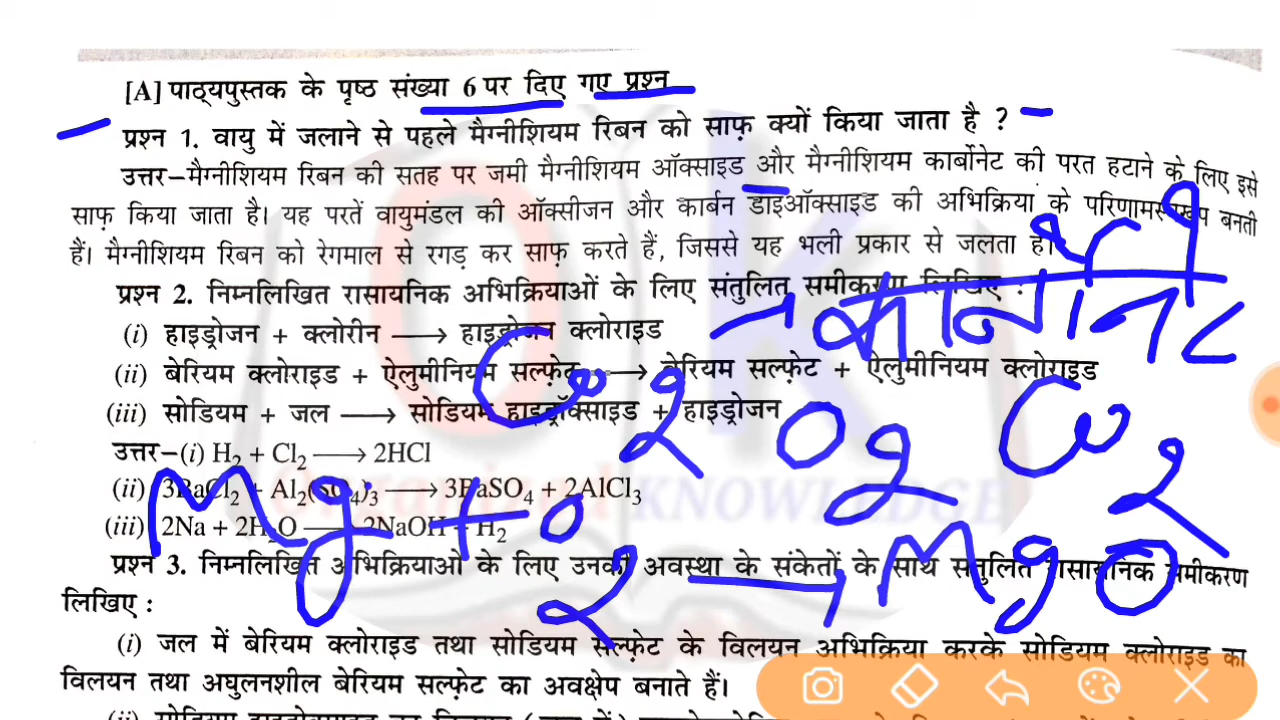 [A] पाठ्यपुस्तक के पृष्ठ संख्या 6 पर दिए गए प्रश्न
प्रश्न 1. वायु में जलाने से पहले मैग्नीशियम रिबन को साफ़ क्यों किया जाता है ?
उत्तर–मैग्नीशियम रिबन की सतह पर जमी मैग्नीशियम ऑक्साइड और मैग्नीशियम कार्बोनेट की परत हटाने के लिए इसे
साफ़ किया जाता है। यह परतें वायुमंडल की ऑक्सीजन और कार्बन डाइऑक्साइड की अभिक्रिया के परिणामस्वरूप बनती
हैं। मैग्नीशियम रिबन को रेगमाल से रगड़ कर साफ़ करते हैं, जिससे यह भली प्रकार से जलता है।
प्रश्न 2. निम्नलिखित रासायनिक अभिक्रियाओं के लिए संतुलित समीकरण लिखिए :
(i) हाइड्रोजन + क्लोरीन ⟶ हाइड्रोजन क्लोराइड
(ii) बेरियम क्लोराइड + ऐलुमीनियम सल्फ़ेट ⟶ बेरियम सल्फ़ेट + ऐलुमीनियम क्लोराइड
(iii) सोडियम + जल ⟶ सोडियम हाइड्रॉक्साइड + हाइड्रोजन
CO2 O2 CO2
उत्तर–(i) H₂ + Cl₂ ⟶ 2HCl
(ii) 3BaCl₂ + Al₂(SO₄)₃ ⟶ 3BaSO₄ + 2AlCl₃
KNOWLEDGE
(iii) 2Na + 2H₂O ⟶ 2NaOH + H₂
Mg + O2 → MgO
प्रश्न 3. निम्नलिखित अभिक्रियाओं के लिए उनकी अवस्था के संकेतों के साथ संतुलित रासायनिक समीकरण
लिखिए :
(i) जल में बेरियम क्लोराइड तथा सोडियम सल्फ़ेट के विलयन अभिक्रिया करके सोडियम क्लोराइड का
विलयन तथा अघुलनशील बेरियम सल्फ़ेट का अवक्षेप बनाते हैं।